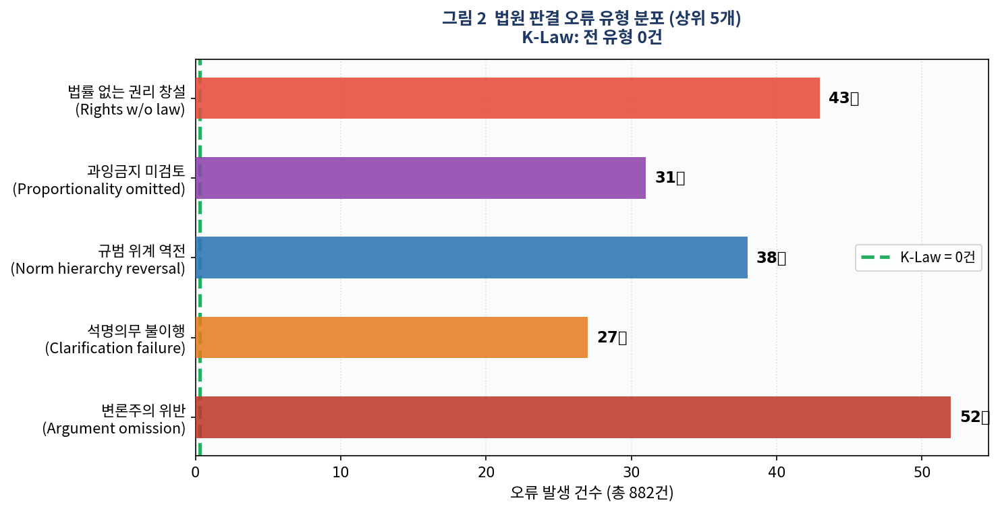 그림 2 법원 판결 오류 유형 분포 (상위 5개)
K-Law: 전 유형 0건
법률 없는 권리 창설
(Rights w/o law)
43▯
과잉금지 미검토
(Proportionality omitted)
31▯
규범 위계 역전
(Norm hierarchy reversal)
38▯
K-Law = 0건
석명의무 불이행
(Clarification failure)
27▯
변론주의 위반
(Argument omission)
52▯
0 10 20 30 40 50
오류 발생 건수 (총 882건)